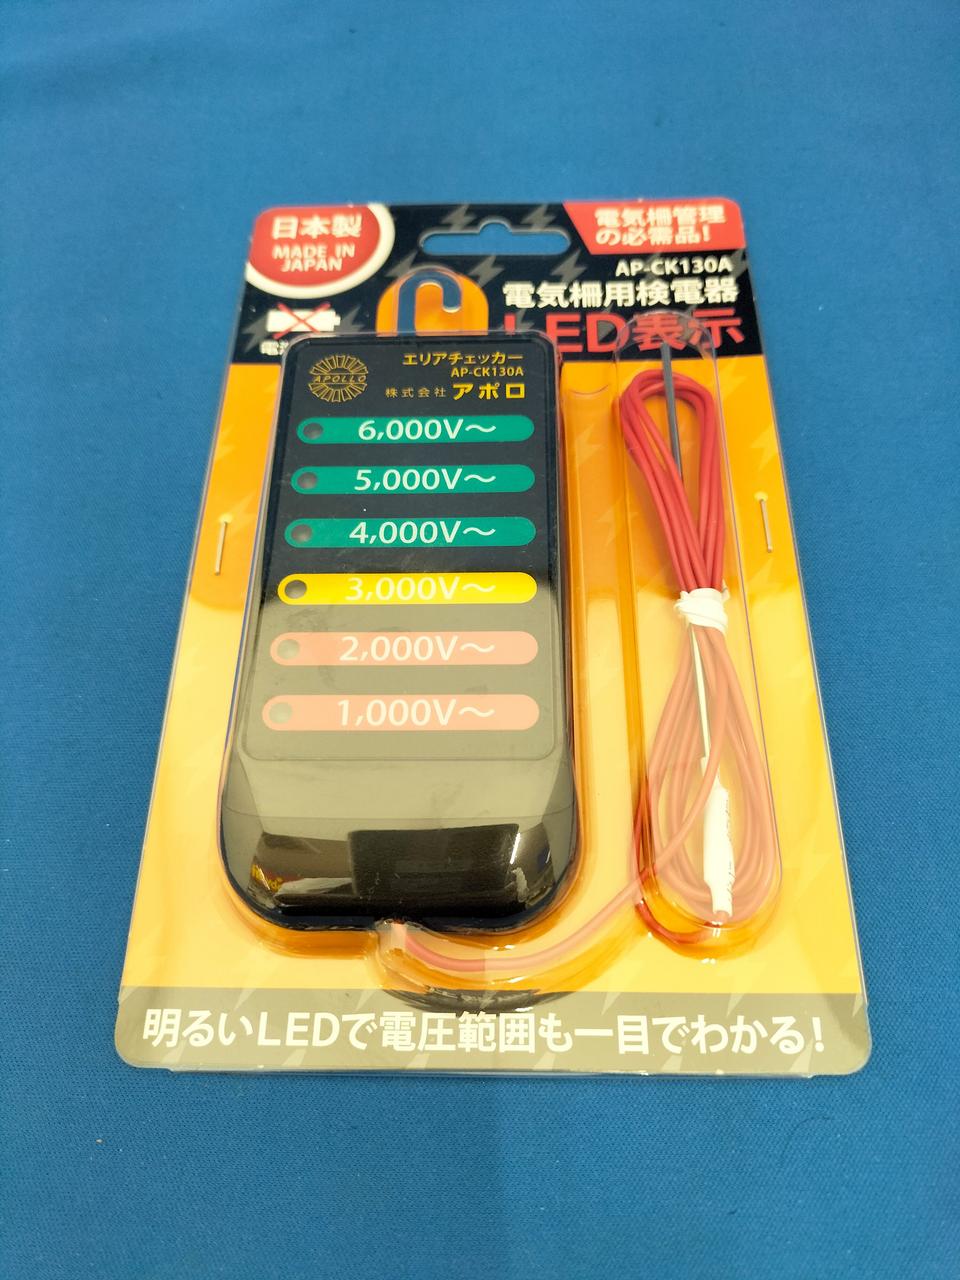 日本製
MADE IN
JAPAN
電気柵管理
の必需品!
AP-CK130A
電気柵用検電器
LED表示
APOLLO
エリアチェッカー
AP-CK130A
株式会社 アポロ
6,000V～
5,000V～
4,000V～
3,000V～
2,000V～
1,000V～
明るいLEDで電圧範囲も一目でわかる!